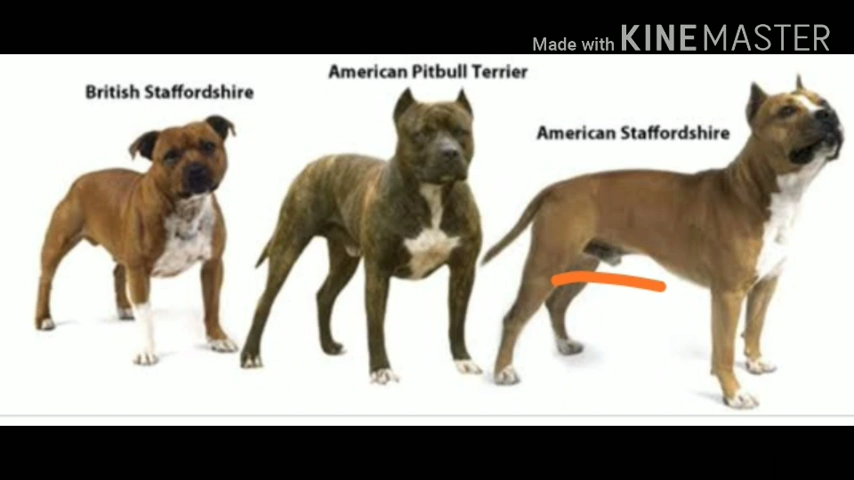 Made with KINEMASTER
American Pitbull Terrier
British Staffordshire
American Staffordshire